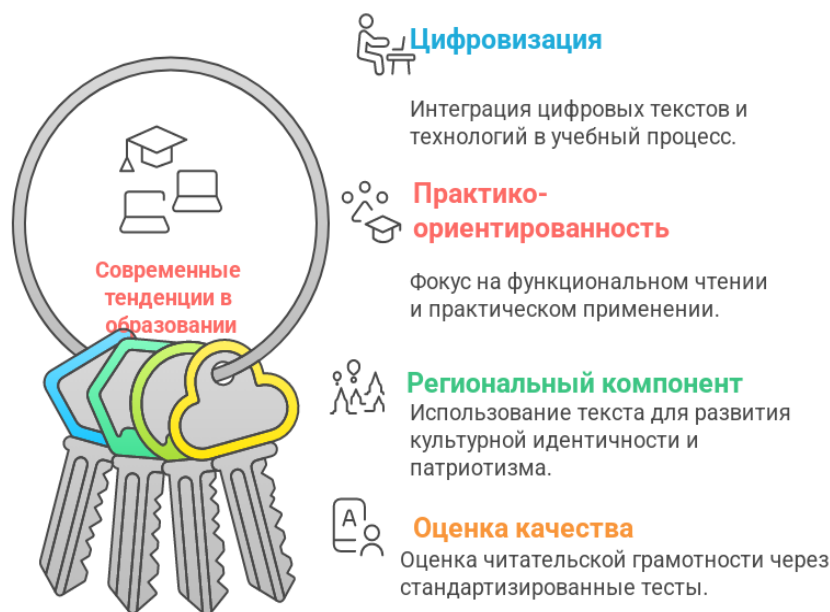 Цифровизация
Интеграция цифровых текстов и
технологий в учебный процесс.
Практико-
ориентированность
Фокус на функциональном чтении
и практическом применении.
Современные
тенденции в
образовании
Региональный компонент
Использование текста для развития
культурной идентичности и
патриотизма.
A
Оценка качества
Оценка читательской грамотности через
стандартизированные тесты.